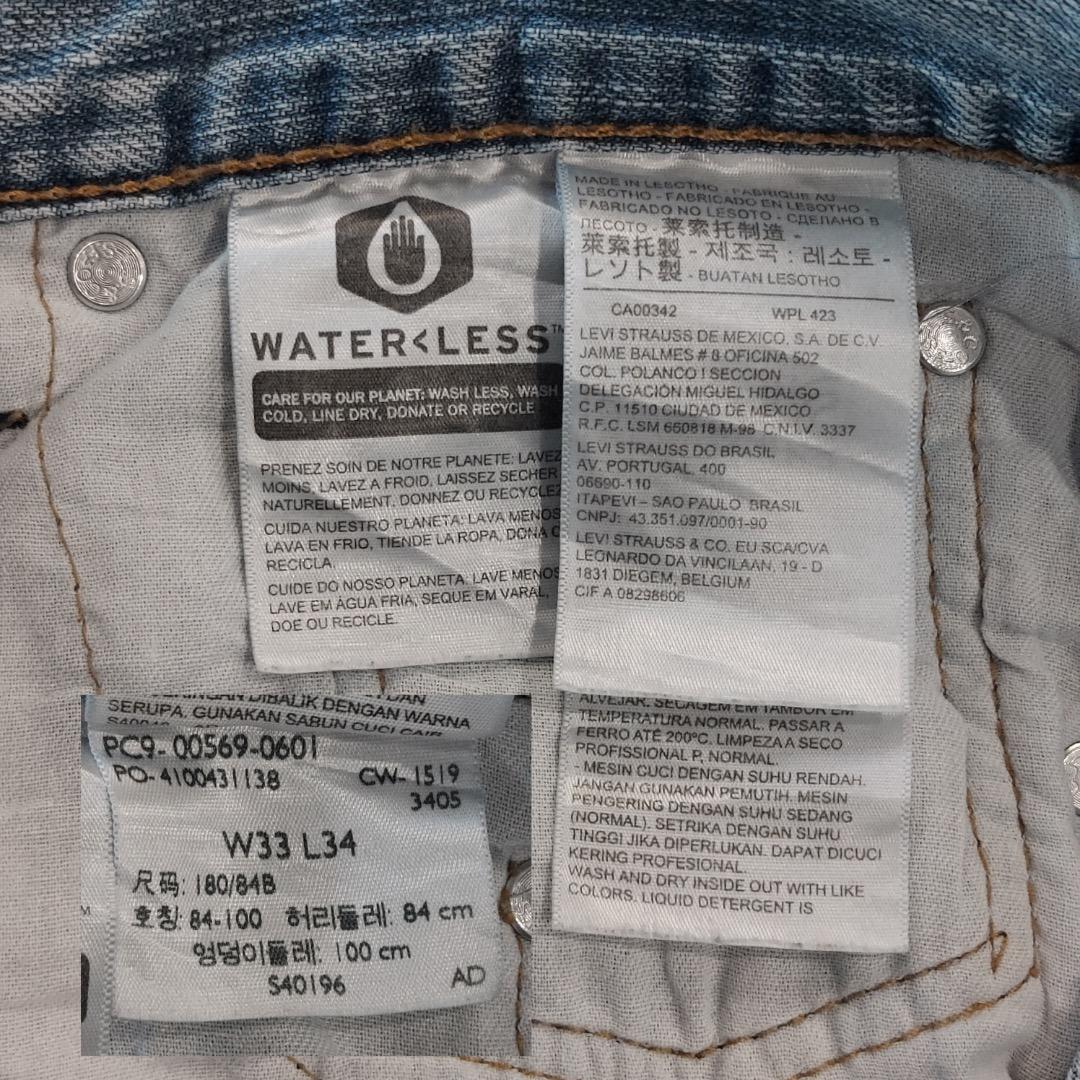 WATER<LESS™
CARE FOR OUR PLANET: WASH LESS, WASH
COLD, LINE DRY, DONATE OR RECYCLE
PRENEZ SOIN DE NOTRE PLANETE: LAVEZ
MOINS, LAVEZ A FROID, LAISSEZ SECHER
NATURELLEMENT, DONNEZ OU RECYCLEZ
CUIDA NUESTRO PLANETA: LAVA MENOS
LAVA EN FRIO, TIENDE LA ROPA, DONA O
RECICLA.
CUIDE DO NOSSO PLANETA: LAVE MENOS
LAVE EM ÁGUA FRIA, SEQUE EM VARAL,
DOE OU RECICLE.
MADE IN LESOTHO - FABRIQUE AU
LESOTHO - FABRICADO EN LESOTHO -
FABRICADO NO LESOTO - СДЕЛАНО В
ЛЕСОТО - 莱索托制造 -
萊索托製 - 제조국 : 레소토 -
レソト製 - BUATAN LESOTHO
CA00342 WPL 423
LEVI STRAUSS DE MEXICO, S.A. DE C.V.
JAIME BALMES # 8 OFICINA 502
COL. POLANCO I SECCION
DELEGACIÓN MIGUEL HIDALGO
C.P. 11510 CIUDAD DE MEXICO
R.F.C. LSM 650818 M-98 C.N.I.V. 3337
LEVI STRAUSS DO BRASIL
AV. PORTUGAL, 400
06690-110
ITAPEVI – SAO PAULO BRASIL
CNPJ: 43.351.097/0001-90
LEVI STRAUSS & CO. EU SCA/CVA
LEONARDO DA VINCILAAN, 19 - D
1831 DIEGEM, BELGIUM
CIF A 08298606
ALVEJAR. SECAGEM EM TAMBOR EM
TEMPERATURA NORMAL. PASSAR A
FERRO ATÉ 200°C. LIMPEZA A SECO
PROFISSIONAL P, NORMAL.
- MESIN CUCI DENGAN SUHU RENDAH.
JANGAN GUNAKAN PEMUTIH. MESIN
PENGERING DENGAN SUHU SEDANG
(NORMAL). SETRIKA DENGAN SUHU
TINGGI JIKA DIPERLUKAN. DAPAT DICUCI
KERING PROFESIONAL.
WASH AND DRY INSIDE OUT WITH LIKE
COLORS. LIQUID DETERGENT IS
DIBALIK DENGAN WARNA
SERUPA. GUNAKAN SABUN CUCI CAIR
PC9-00569-0601
PO-4100431138 CW-1519
3405
W33 L34
尺码: 180/84B
호칭: 84-100 허리둘레: 84 cm
엉덩이둘레: 100 cm
S40196 AD